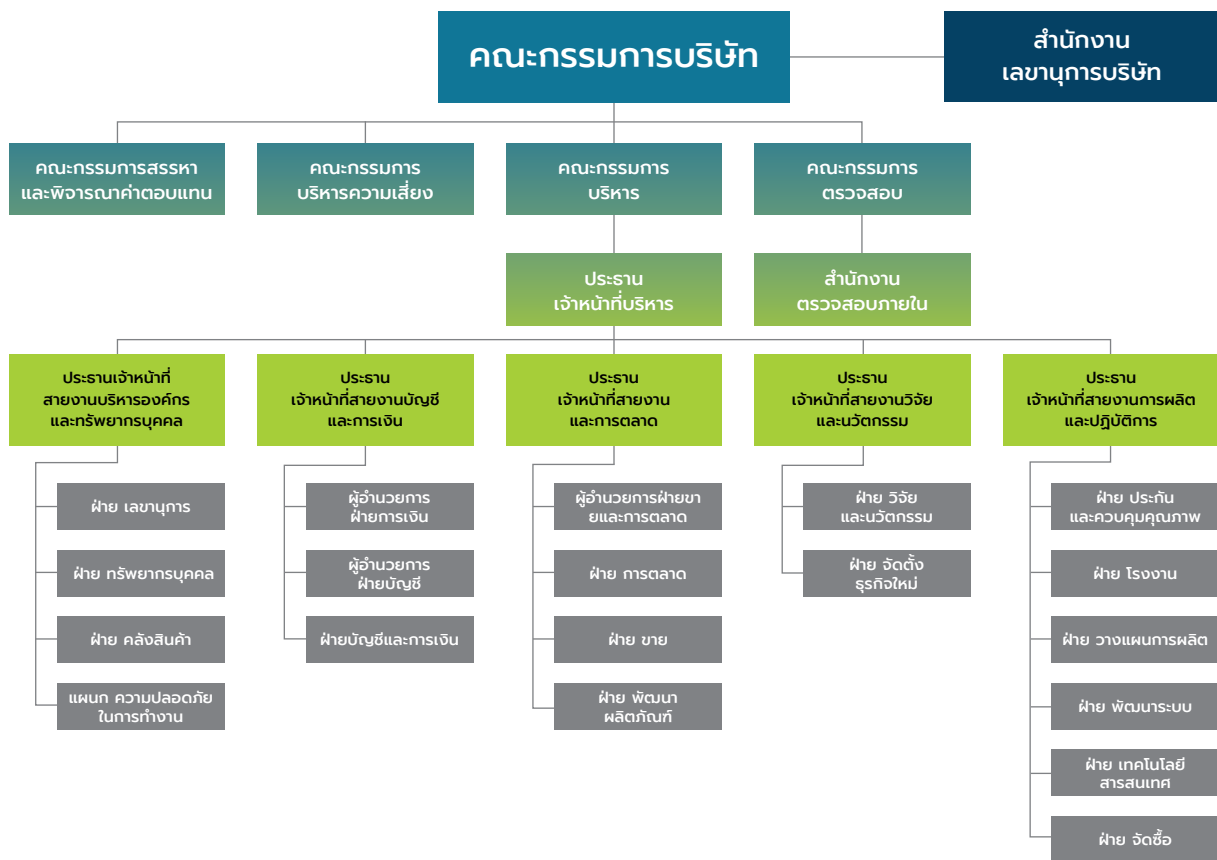 คณะกรรมการบริษัท
สำนักงาน
เลขานุการบริษัท
คณะกรรมการสรรหา
และพิจารณาค่าตอบแทน
คณะกรรมการ
บริหารความเสี่ยง
คณะกรรมการ
บริหาร
คณะกรรมการ
ตรวจสอบ
ประธาน
เจ้าหน้าที่บริหาร
สำนักงาน
ตรวจสอบภายใน
ประธานเจ้าหน้าที่
สายงานบริหารองค์กร
และทรัพยากรบุคคล
ประธาน
เจ้าหน้าที่สายงานบัญชี
และการเงิน
ประธาน
เจ้าหน้าที่สายงาน
และการตลาด
ประธาน
เจ้าหน้าที่สายงานวิจัย
และนวัตกรรม
ประธาน
เจ้าหน้าที่สายงานการผลิต
และปฏิบัติการ
ฝ่าย เลขานุการ
ฝ่าย ทรัพยากรบุคคล
ฝ่าย คลังสินค้า
แผนก ความปลอดภัย
ในการทำงาน
ผู้อำนวยการ
ฝ่ายการเงิน
ผู้อำนวยการ
ฝ่ายบัญชี
ฝ่ายบัญชีและการเงิน
ผู้อำนวยการฝ่ายขา
ยและการตลาด
ฝ่าย การตลาด
ฝ่าย ขาย
ฝ่าย พัฒนา
ผลิตภัณฑ์
ฝ่าย วิจัย
และนวัตกรรม
ฝ่าย จัดตั้ง
ธุรกิจใหม่
ฝ่าย ประกัน
และควบคุมคุณภาพ
ฝ่าย โรงงาน
ฝ่าย วางแผนการผลิต
ฝ่าย พัฒนาระบบ
ฝ่าย เทคโนโลยี
สารสนเทศ
ฝ่าย จัดซื้อ